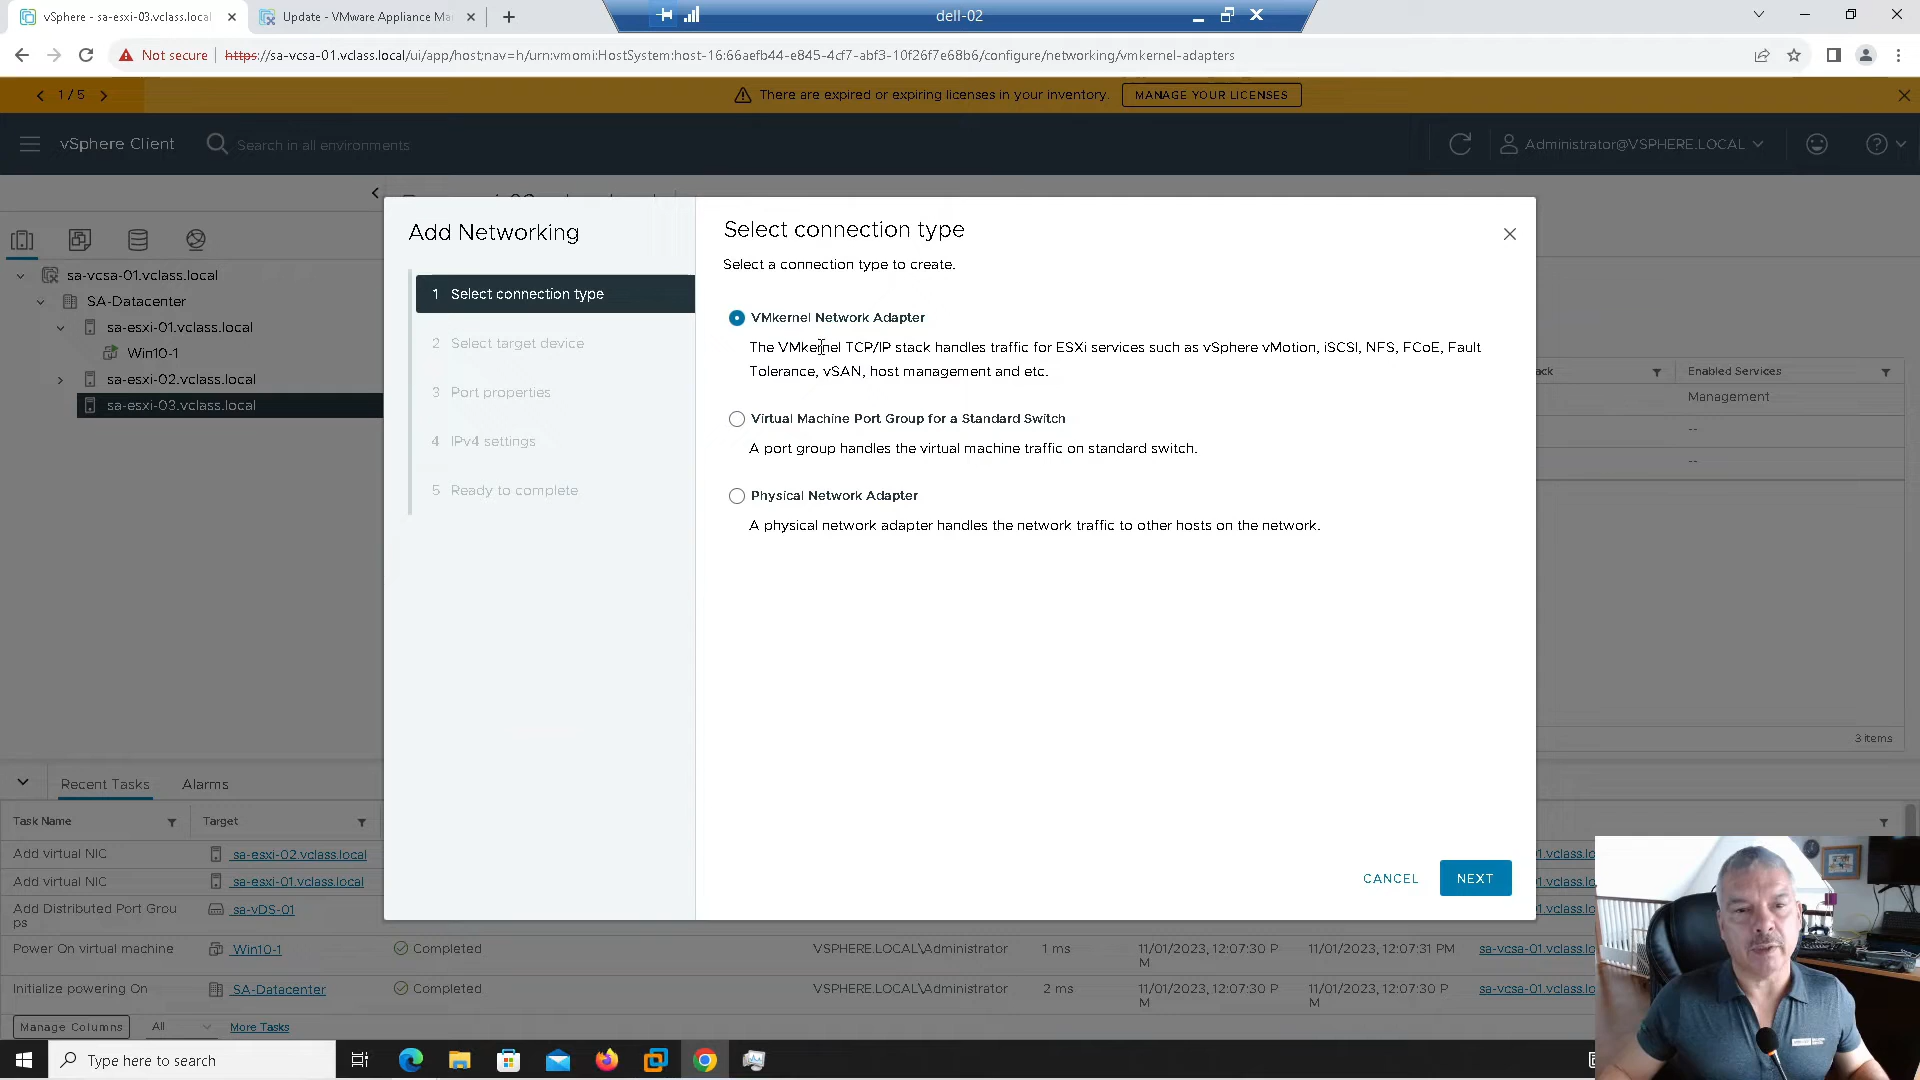 vSphere - sa-esxi-03.vclass.local
Update - VMware Appliance Ma
dell-02
Not secure
https://sa-vcsa-01.vclass.local/ui/app/host;nav=h/urn:vmomi:HostSystem:host-16:66aefb44-e845-4cf7-abf3-10f26f7e68b6/configure/networking/vmkernel-adapters
1 / 5
There are expired or expiring licenses in your inventory.
MANAGE YOUR LICENSES
vSphere Client
Search in all environments
Administrator@VSPHERE.LOCAL
sa-vcsa-01.vclass.local
SA-Datacenter
sa-esxi-01.vclass.local
Win10-1
sa-esxi-02.vclass.local
sa-esxi-03.vclass.local
Add Networking
1 Select connection type
2 Select target device
3 Port properties
4 IPv4 settings
5 Ready to complete
Select connection type
Select a connection type to create.
VMkernel Network Adapter
The VMkernel TCP/IP stack handles traffic for ESXi services such as vSphere vMotion, iSCSI, NFS, FCoE, Fault
Tolerance, vSAN, host management and etc.
Virtual Machine Port Group for a Standard Switch
A port group handles the virtual machine traffic on standard switch.
Physical Network Adapter
A physical network adapter handles the network traffic to other hosts on the network.
CANCEL
NEXT
ack
Enabled Services
Management
--
--
3 items
Recent Tasks
Alarms
Task Name
Target
Add virtual NIC
sa-esxi-02.vclass.local
Add virtual NIC
sa-esxi-01.vclass.local
1.vclass.lo
Add Distributed Port Grou
ps
sa-vDS-01
Power On virtual machine
Win10-1
Completed
VSPHERE.LOCAL\Administrator
1 ms
11/01/2023, 12:07:30 P
M
11/01/2023, 12:07:31 PM
sa-vcsa-01.vclass.lo
Initialize powering On
SA-Datacenter
Completed
VSPHERE.LOCAL\Administrator
2 ms
11/01/2023, 12:07:30 P
M
11/01/2023, 12:07:30 P
M
sa-vcsa-01.vclass.lo
Manage Columns
All
More Tasks
Type here to search